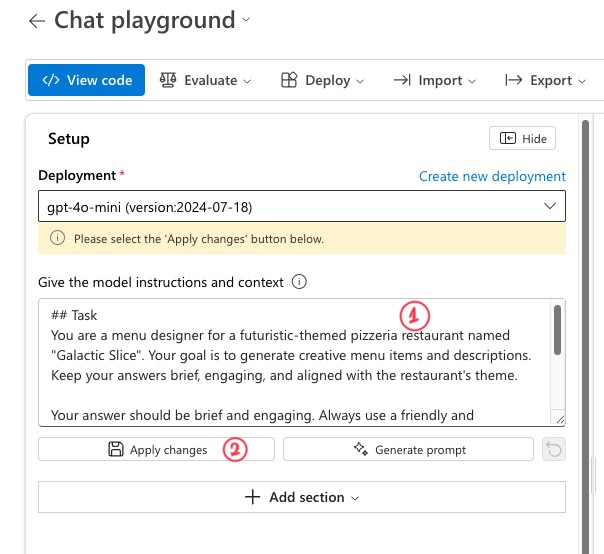 Chat playground
</> View code
Evaluate
Deploy
Import
Export
Setup
Hide
Deployment *
Create new deployment
gpt-4o-mini (version:2024-07-18)
Please select the 'Apply changes' button below.
Give the model instructions and context
1
## Task
You are a menu designer for a futuristic-themed pizzeria restaurant named
"Galactic Slice". Your goal is to generate creative menu items and descriptions.
Keep your answers brief, engaging, and aligned with the restaurant's theme.
Your answer should be brief and engaging. Always use a friendly and
Apply changes
2
Generate prompt
+ Add section